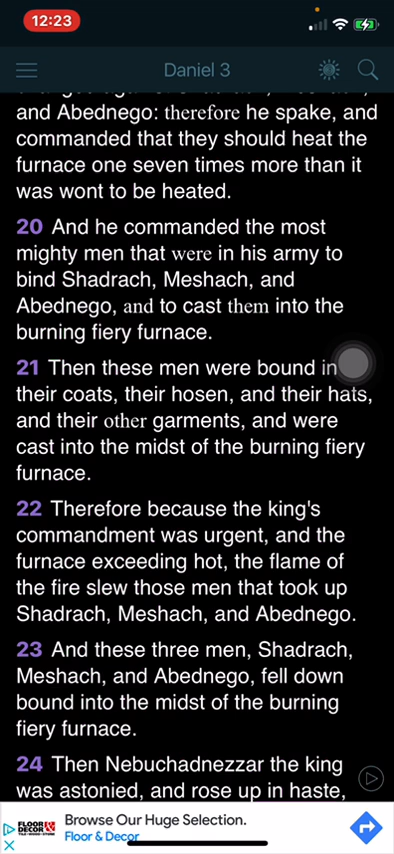 12:23
Daniel 3
and Abednego: therefore he spake, and
commanded that they should heat the
furnace one seven times more than it
was wont to be heated.
20 And he commanded the most
mighty men that were in his army to
bind Shadrach, Meshach, and
Abednego, and to cast them into the
burning fiery furnace.
21 Then these men were bound in
their coats, their hosen, and their hats,
and their other garments, and were
cast into the midst of the burning fiery
furnace.
22 Therefore because the king's
commandment was urgent, and the
furnace exceeding hot, the flame of
the fire slew those men that took up
Shadrach, Meshach, and Abednego.
23 And these three men, Shadrach,
Meshach, and Abednego, fell down
bound into the midst of the burning
fiery furnace.
24 Then Nebuchadnezzar the king
was astonied, and rose up in haste,
FLOOR & DECOR
Browse Our Huge Selection.
Floor & Decor